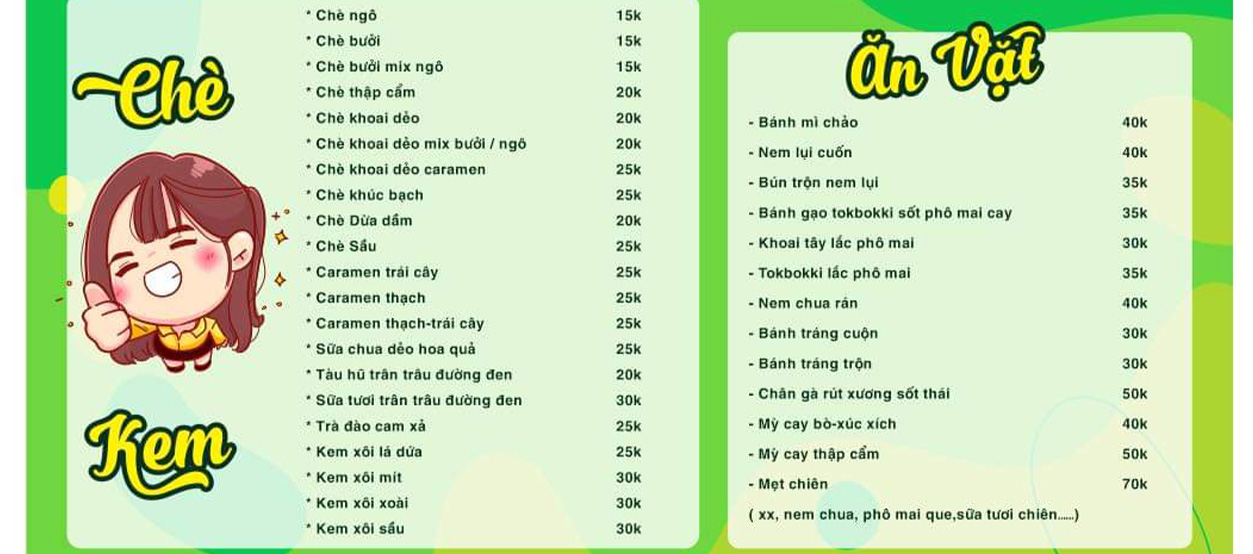 Chè
* Chè ngô 15k
* Chè bưởi 15k
* Chè bưởi mix ngô 15k
* Chè thập cẩm 20k
* Chè khoai dẻo 20k
* Chè khoai dẻo mix bưởi / ngô 20k
* Chè khoai dẻo caramen 25k
* Chè khúc bạch 25k
* Chè Dừa dầm 20k
* Chè Sầu 25k
* Caramen trái cây 25k
* Caramen thạch 25k
* Caramen thạch-trái cây 25k
* Sữa chua dẻo hoa quả 25k
* Tàu hũ trân trâu đường đen 20k
* Sữa tươi trân trâu đường đen 30k
* Trà đào cam xả 25k
Kem
* Kem xôi lá dứa 25k
* Kem xôi mít 30k
* Kem xôi xoài 30k
* Kem xôi sầu 30k
Ăn Vặt
- Bánh mì chảo 40k
- Nem lụi cuốn 40k
- Bún trộn nem lụi 35k
- Bánh gạo tokbokki sốt phô mai cay 35k
- Khoai tây lắc phô mai 30k
- Tokbokki lắc phô mai 35k
- Nem chua rán 40k
- Bánh tráng cuộn 30k
- Bánh tráng trộn 30k
- Chân gà rút xương sốt thái 50k
- Mỳ cay bò-xúc xích 40k
- Mỳ cay thập cẩm 50k
- Mẹt chiên 70k
( xx, nem chua, phô mai que,sữa tươi chiên......)